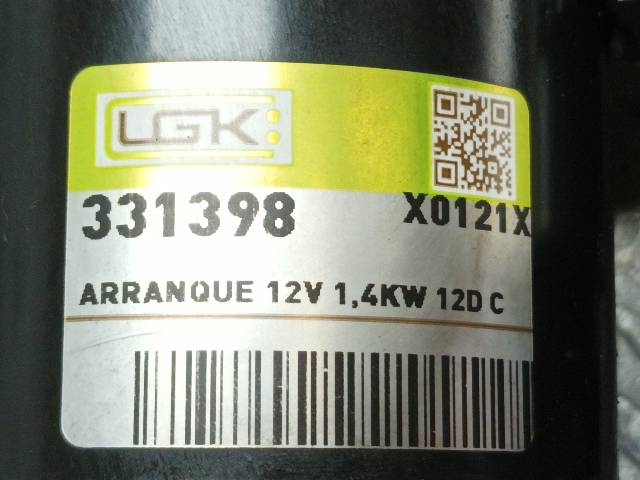 LGK
331398 X0121X
ARRANQUE 12V 1,4KW 12D C